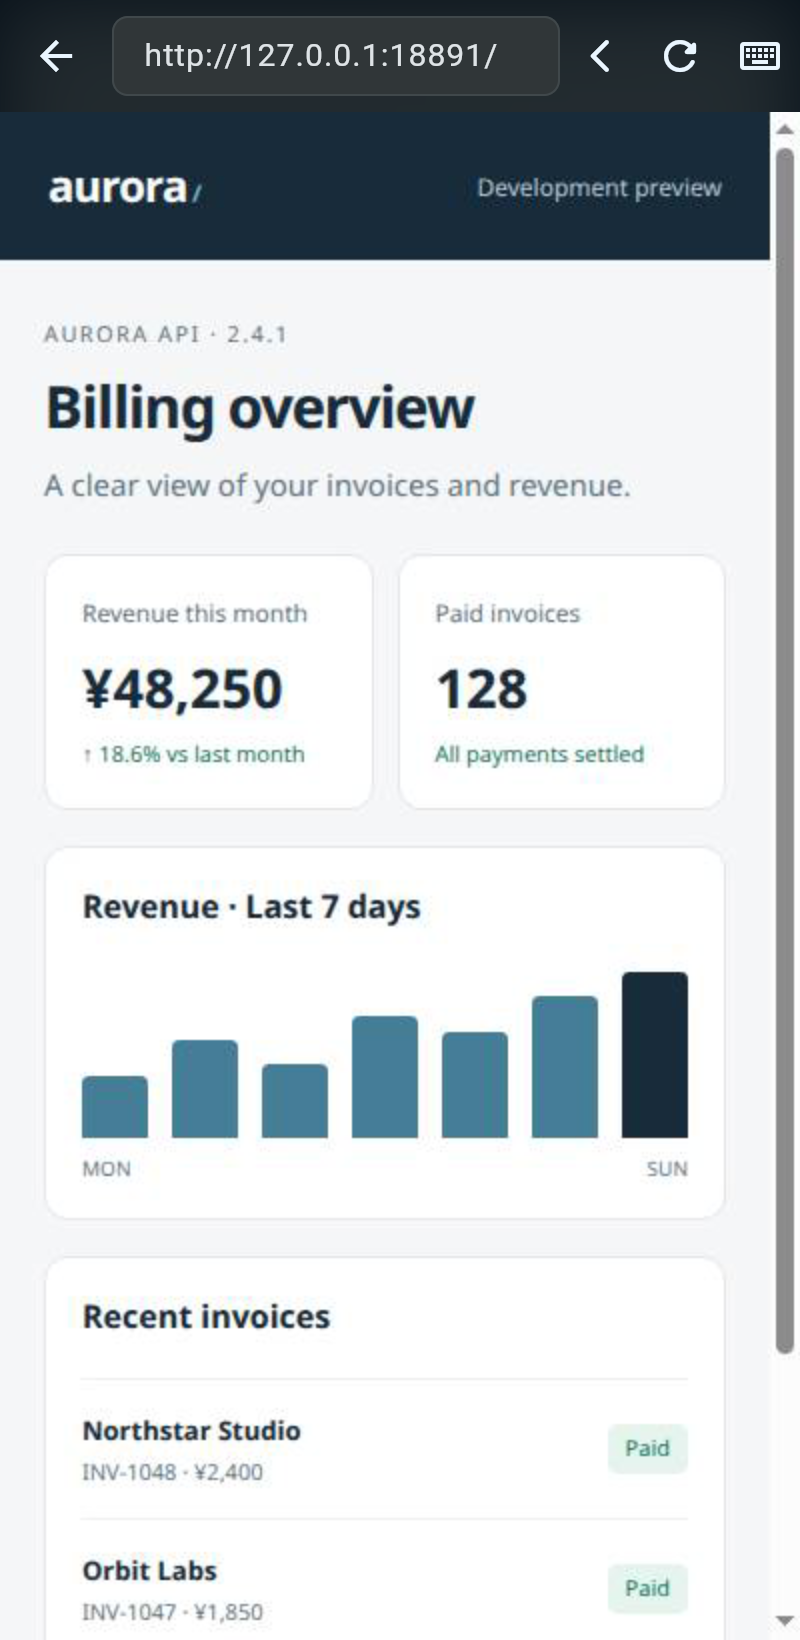 http://127.0.0.1:18891/
aurora/
Development preview
AURORA API · 2.4.1
Billing overview
A clear view of your invoices and revenue.
Revenue this month
¥48,250
↑ 18.6% vs last month
Paid invoices
128
All payments settled
Revenue · Last 7 days
MON
SUN
Recent invoices
Northstar Studio
INV-1048 · ¥2,400
Paid
Orbit Labs
INV-1047 · ¥1,850
Paid